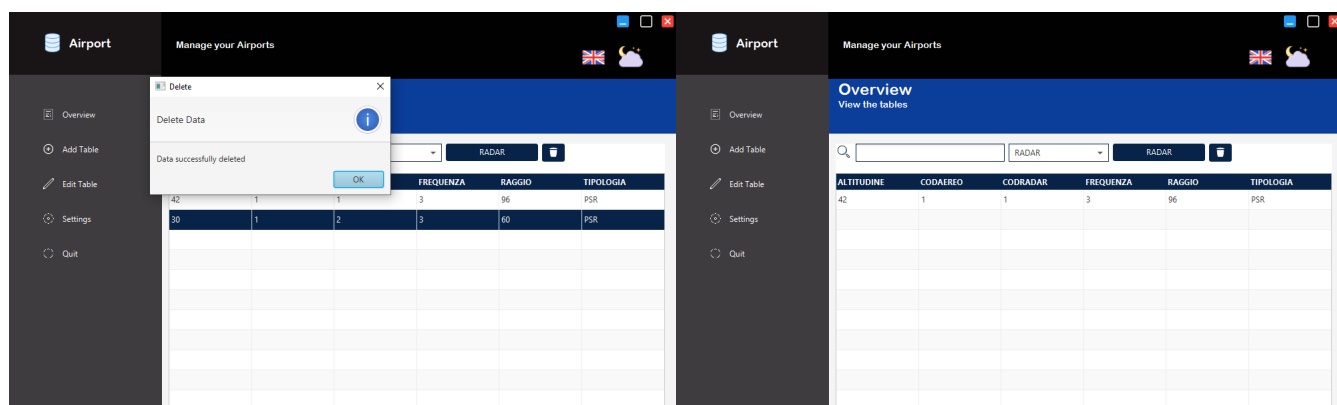 Airport
Manage your Airports
Delete
Delete Data
Data successfully deleted
OK
Overview
Add Table
Edit Table
Settings
Quit
RADAR
FREQUENZA RAGGIO TIPOLOGIA
42 1 1 3 96 PSR
30 1 2 3 60 PSR
Airport
Manage your Airports
Overview
View the tables
Overview
Add Table
Edit Table
Settings
Quit
RADAR RADAR
ALTITUDINE CODAEREO CODRADAR FREQUENZA RAGGIO TIPOLOGIA
42 1 1 3 96 PSR